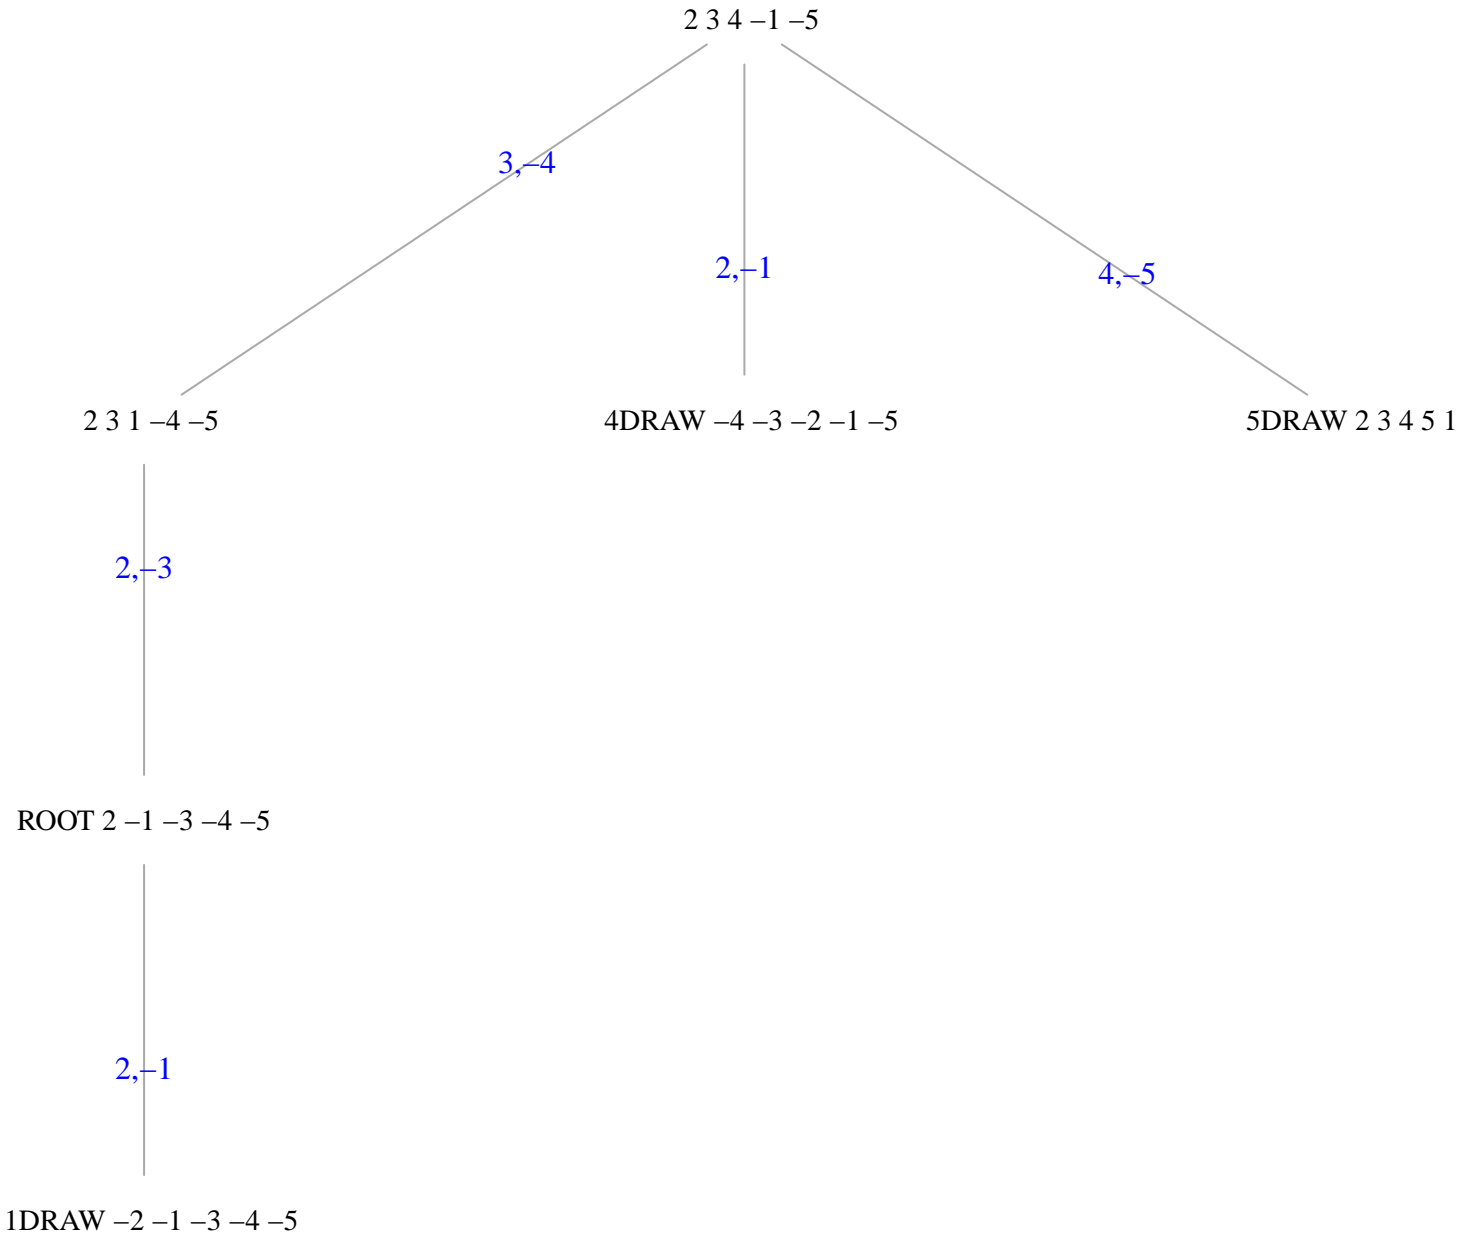 2 3 4 –1 –5
3,–4
2,–1
4,–5
2 3 1 –4 –5
4DRAW –4 –3 –2 –1 –5
5DRAW 2 3 4 5 1
2,–3
ROOT 2 –1 –3 –4 –5
2,–1
1DRAW –2 –1 –3 –4 –5